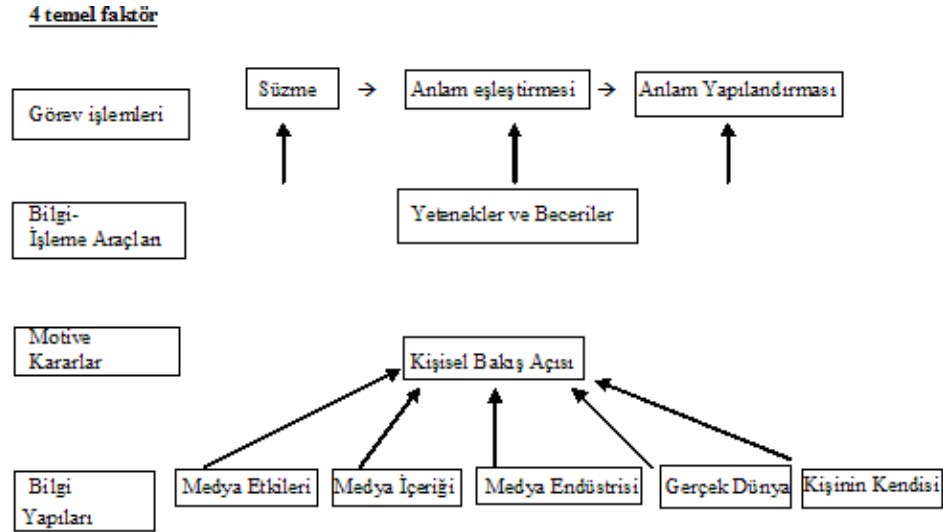 4 temel faktör
Süzme → Anlam eşleştirmesi → Anlam Yapılandırması
Görev işlemleri
Yetenekler ve Beceriler
Bilgi-
İşleme Araçları
Motive
Kararlar
Kişisel Bakış Açısı
Medya Etkileri Medya İçeriği Medya Endüstrisi Gerçek Dünya Kişinin Kendisi
Bilgi
Yapıları